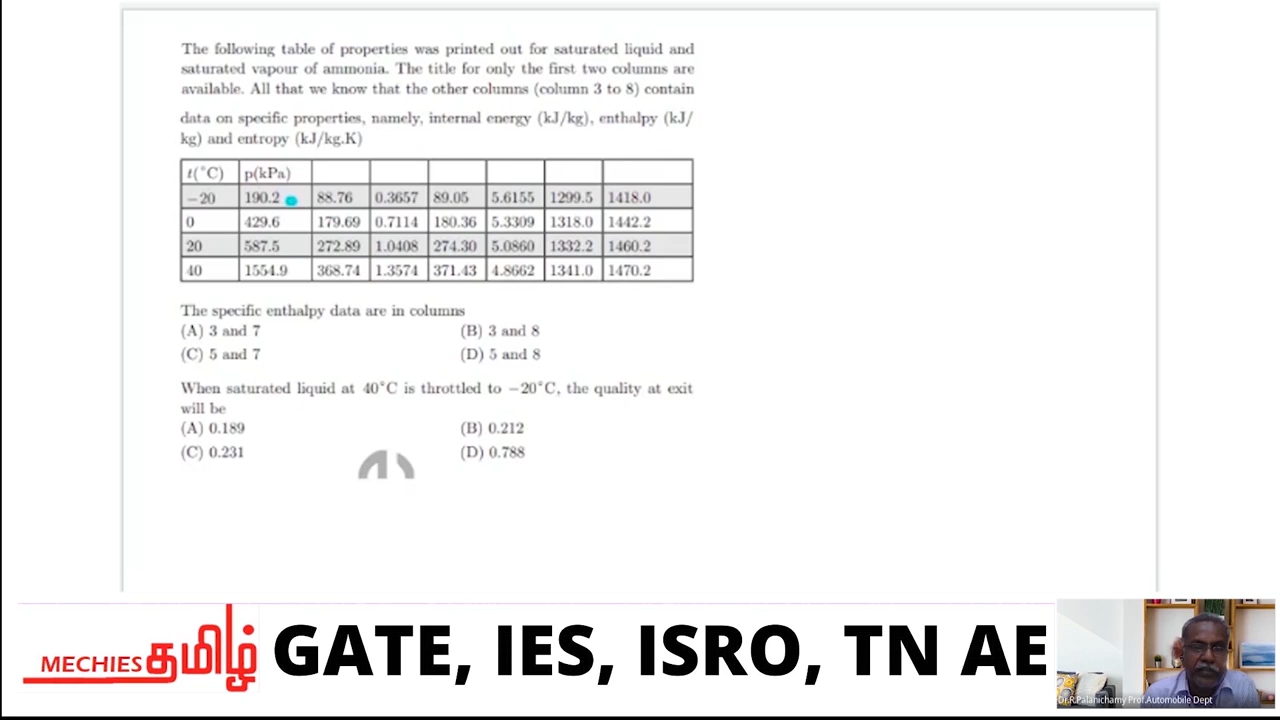 The following table of properties was printed out for saturated liquid and
saturated vapour of ammonia. The title for only the first two columns are
available. All that we know that the other columns (column 3 to 8) contain
data on specific properties, namely, internal energy (kJ/kg), enthalpy (kJ/
kg) and entropy (kJ/kg.K)
t(°C) p(kPa)
−20 190.2 88.76 0.3657 89.05 5.6155 1299.5 1418.0
0 429.6 179.69 0.7114 180.36 5.3309 1318.0 1442.2
20 587.5 272.89 1.0408 274.30 5.0860 1332.2 1460.2
40 1554.9 368.74 1.3574 371.43 4.8662 1341.0 1470.2
The specific enthalpy data are in columns
(A) 3 and 7 (B) 3 and 8
(C) 5 and 7 (D) 5 and 8
When saturated liquid at 40°C is throttled to −20°C, the quality at exit
will be
(A) 0.189 (B) 0.212
(C) 0.231 (D) 0.788
MECHIES தமிழ்
GATE, IES, ISRO, TN AE
Dr.R.Palanichamy Prof.Automobile Dept